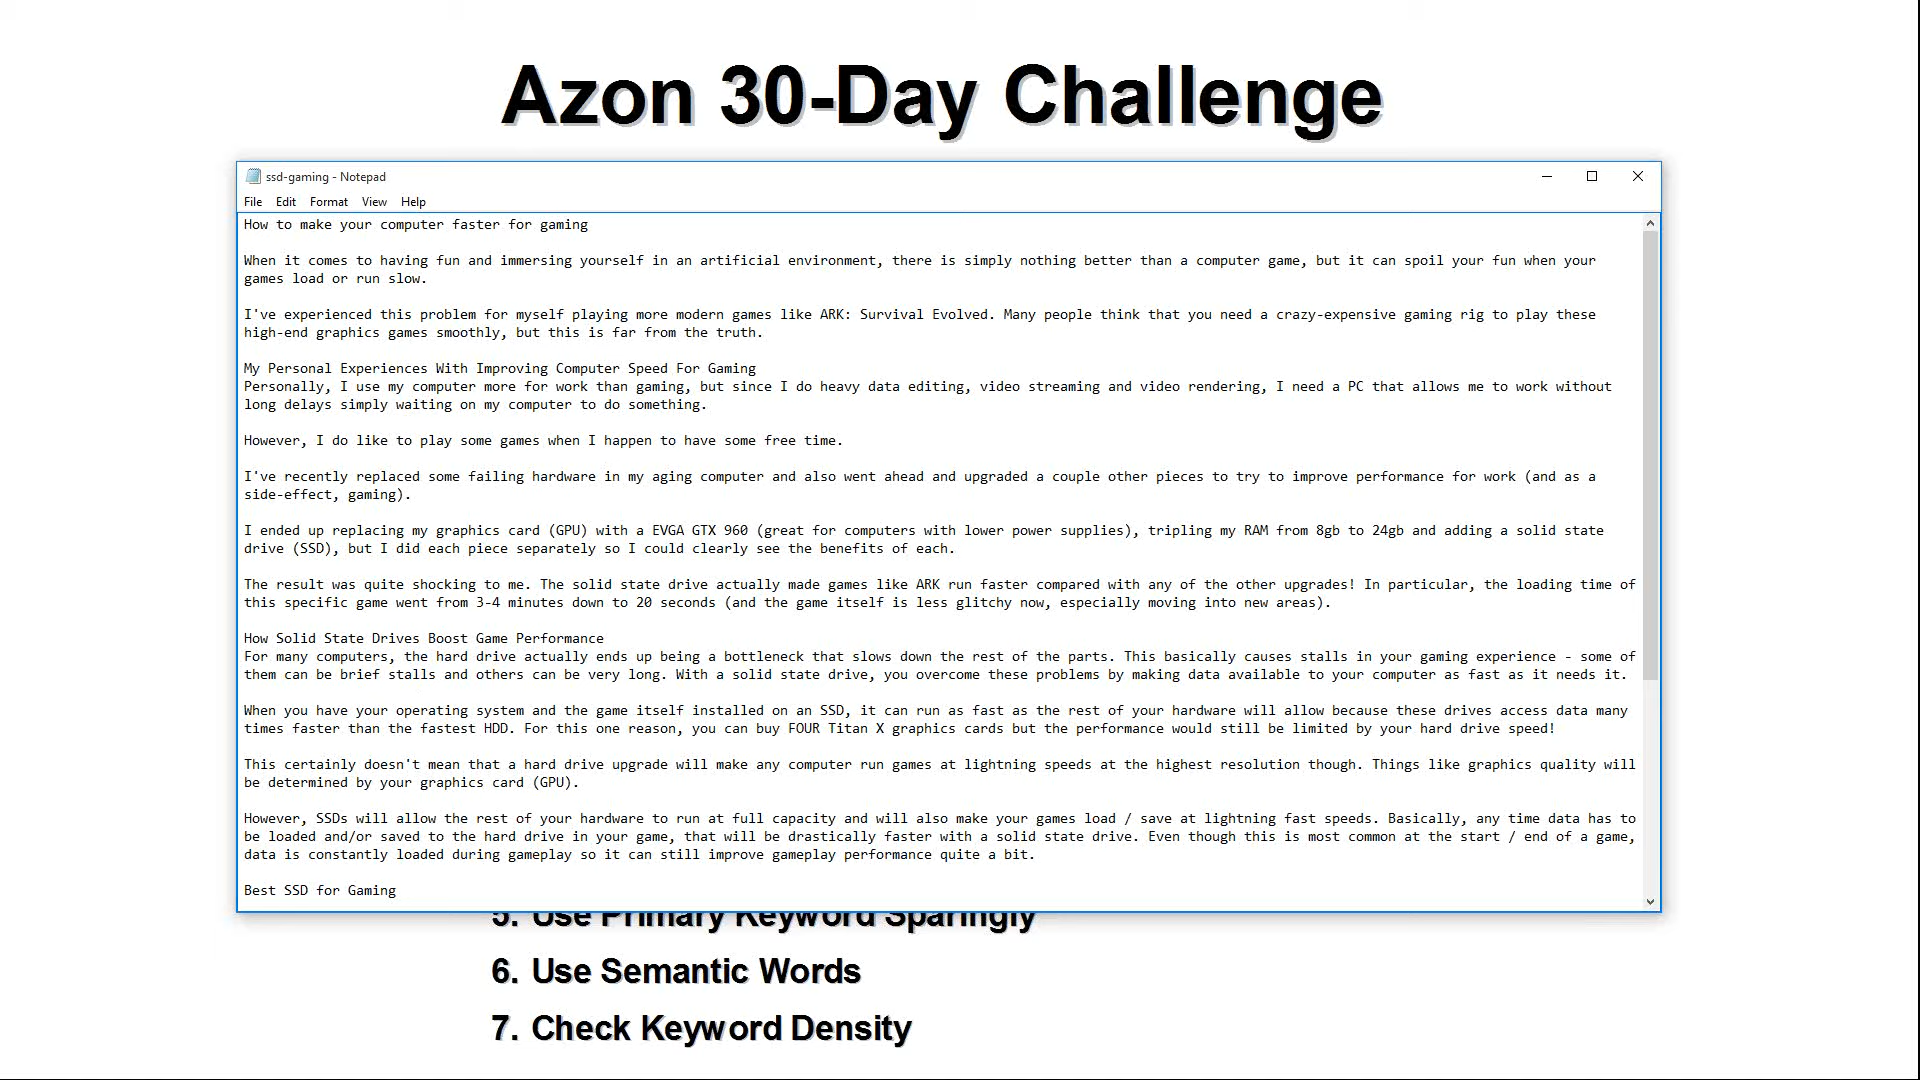 Azon 30-Day Challenge
ssd-gaming - Notepad
File Edit Format View Help
How to make your computer faster for gaming
When it comes to having fun and immersing yourself in an artificial environment, there is simply nothing better than a computer game, but it can spoil your fun when your
games load or run slow.
I've experienced this problem for myself playing more modern games like ARK: Survival Evolved. Many people think that you need a crazy-expensive gaming rig to play these
high-end graphics games smoothly, but this is far from the truth.
My Personal Experiences With Improving Computer Speed For Gaming
Personally, I use my computer more for work than gaming, but since I do heavy data editing, video streaming and video rendering, I need a PC that allows me to work without
long delays simply waiting on my computer to do something.
However, I do like to play some games when I happen to have some free time.
I've recently replaced some failing hardware in my aging computer and also went ahead and upgraded a couple other pieces to try to improve performance for work (and as a
side-effect, gaming).
I ended up replacing my graphics card (GPU) with a EVGA GTX 960 (great for computers with lower power supplies), tripling my RAM from 8gb to 24gb and adding a solid state
drive (SSD), but I did each piece separately so I could clearly see the benefits of each.
The result was quite shocking to me. The solid state drive actually made games like ARK run faster compared with any of the other upgrades! In particular, the loading time of
this specific game went from 3-4 minutes down to 20 seconds (and the game itself is less glitchy now, especially moving into new areas).
How Solid State Drives Boost Game Performance
For many computers, the hard drive actually ends up being a bottleneck that slows down the rest of the parts. This basically causes stalls in your gaming experience - some of
them can be brief stalls and others can be very long. With a solid state drive, you overcome these problems by making data available to your computer as fast as it needs it.
When you have your operating system and the game itself installed on an SSD, it can run as fast as the rest of your hardware will allow because these drives access data many
times faster than the fastest HDD. For this one reason, you can buy FOUR Titan X graphics cards but the performance would still be limited by your hard drive speed!
This certainly doesn't mean that a hard drive upgrade will make any computer run games at lightning speeds at the highest resolution though. Things like graphics quality will
be determined by your graphics card (GPU).
However, SSDs will allow the rest of your hardware to run at full capacity and will also make your games load / save at lightning fast speeds. Basically, any time data has to
be loaded and/or saved to the hard drive in your game, that will be drastically faster with a solid state drive. Even though this is most common at the start / end of a game,
data is constantly loaded during gameplay so it can still improve gameplay performance quite a bit.
Best SSD for Gaming
5. Use Primary Keyword Sparingly
6. Use Semantic Words
7. Check Keyword Density